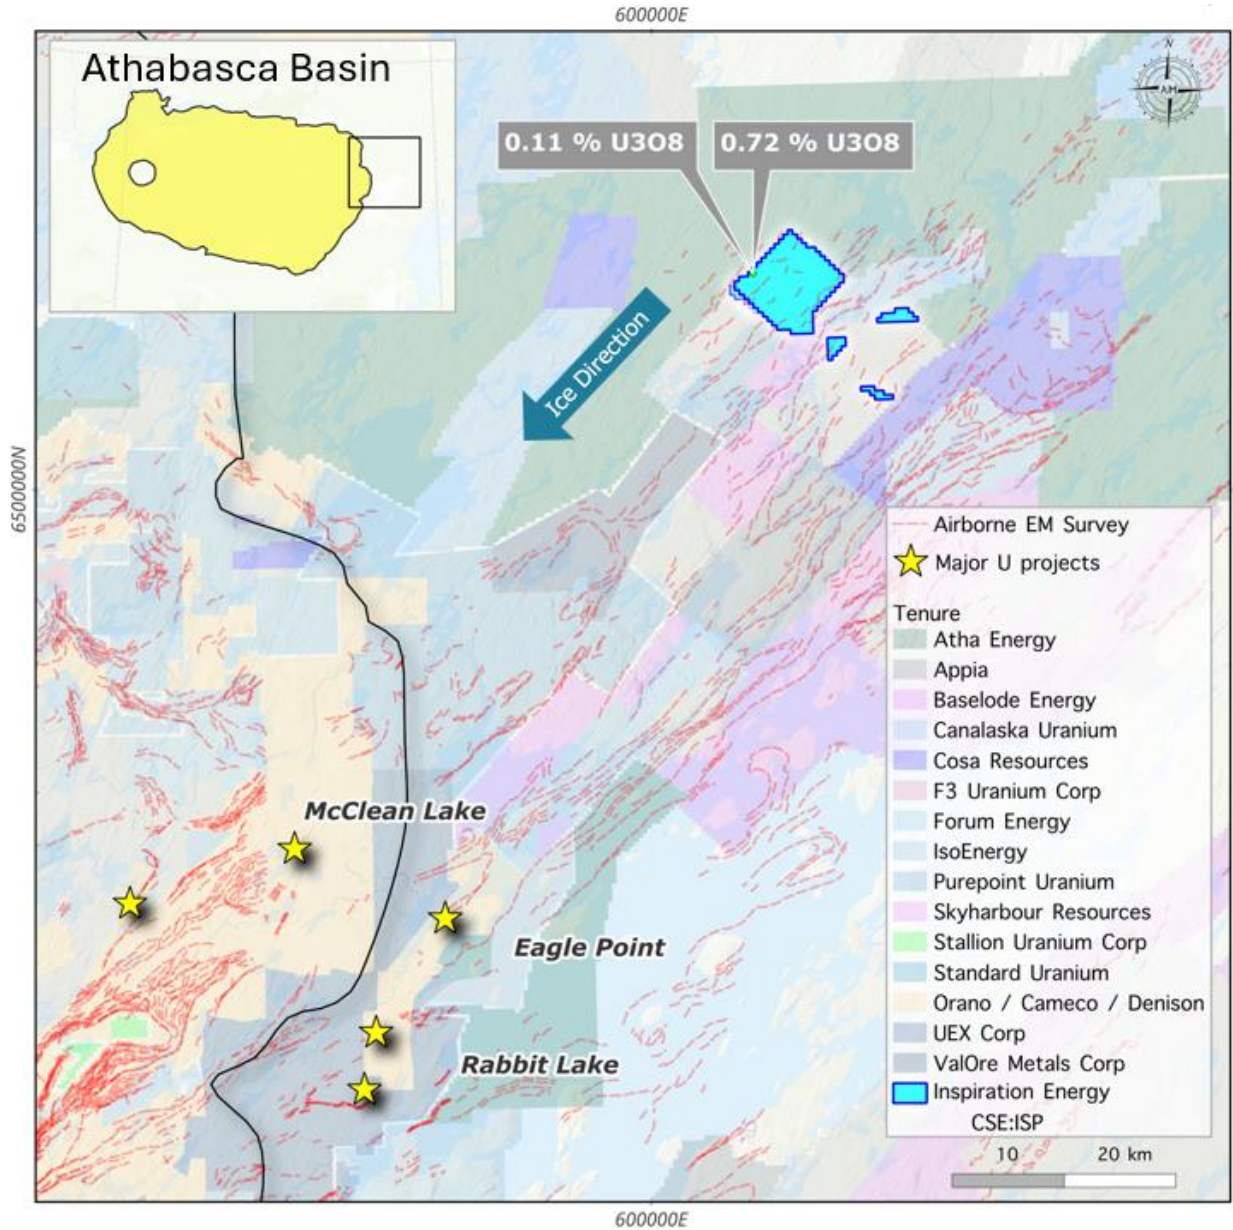 600000E
Athabasca Basin
N
AIM
0.11 % U3O8
0.72 % U3O8
Ice Direction
6500000N
McClean Lake
Eagle Point
Rabbit Lake
Airborne EM Survey
Major U projects
Tenure
Atha Energy
Appia
Baselode Energy
Canalaska Uranium
Cosa Resources
F3 Uranium Corp
Forum Energy
IsoEnergy
Purepoint Uranium
Skyharbour Resources
Stallion Uranium Corp
Standard Uranium
Orano / Cameco / Denison
UEX Corp
ValOre Metals Corp
Inspiration Energy
CSE:ISP
10 20 km
600000E